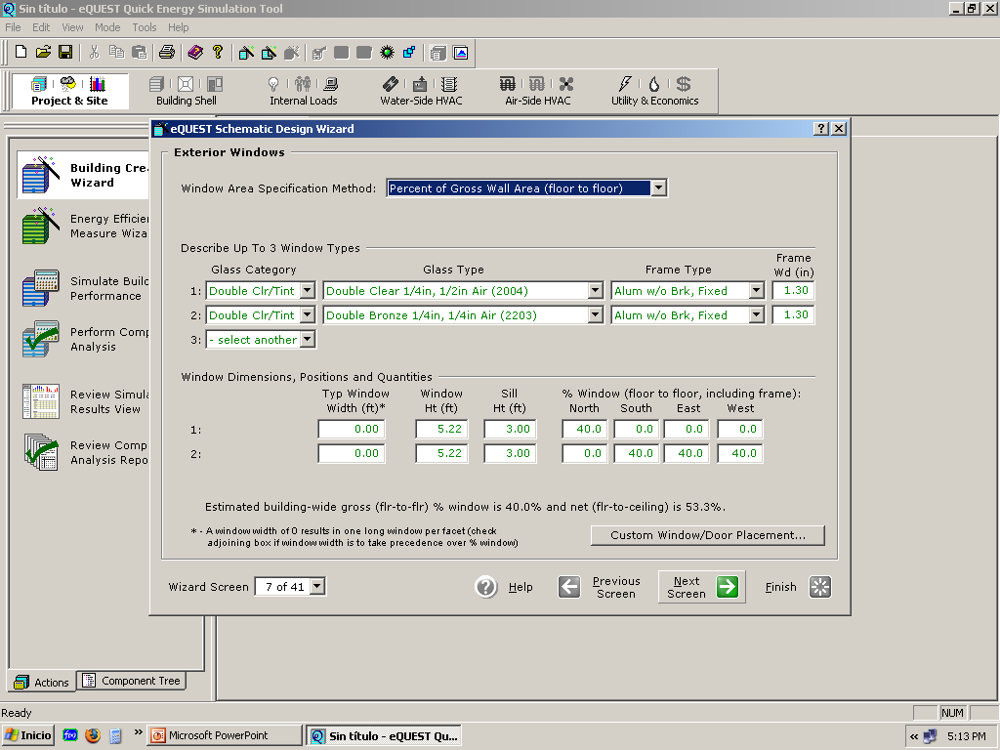 Sin título - eQUEST Quick Energy Simulation Tool
File Edit View Mode Tools Help
Project & Site Building Shell Internal Loads Water-Side HVAC Air-Side HVAC Utility & Economics
eQUEST Schematic Design Wizard
Building Crea
Wizard
Energy Efficien
Measure Wiza
Simulate Build
Performance
Perform Comp
Analysis
Review Simula
Results View
Review Comp
Analysis Repo
Exterior Windows
Window Area Specification Method: Percent of Gross Wall Area (floor to floor)
Describe Up To 3 Window Types
Glass Category Glass Type Frame Type Frame Wd (in)
1: Double Clr/Tint Double Clear 1/4in, 1/2in Air (2004) Alum w/o Brk, Fixed 1.30
2: Double Clr/Tint Double Bronze 1/4in, 1/4in Air (2203) Alum w/o Brk, Fixed 1.30
3: - select another
Window Dimensions, Positions and Quantities
Typ Window Window Sill % Window (floor to floor, including frame):
Width (ft)* Ht (ft) Ht (ft) North South East West
1: 0.00 5.22 3.00 40.0 0.0 0.0 0.0
2: 0.00 5.22 3.00 0.0 40.0 40.0 40.0
Estimated building-wide gross (flr-to-flr) % window is 40.0% and net (flr-to-ceiling) is 53.3%.
* - A window width of 0 results in one long window per facet (check
adjoining box if window width is to take precedence over % window)
Custom Window/Door Placement...
Wizard Screen 7 of 41 Help Previous Screen Next Screen Finish
Actions Component Tree
Ready NUM
Inicio » Microsoft PowerPoint Sin título - eQUEST Qu... « 5:13 PM